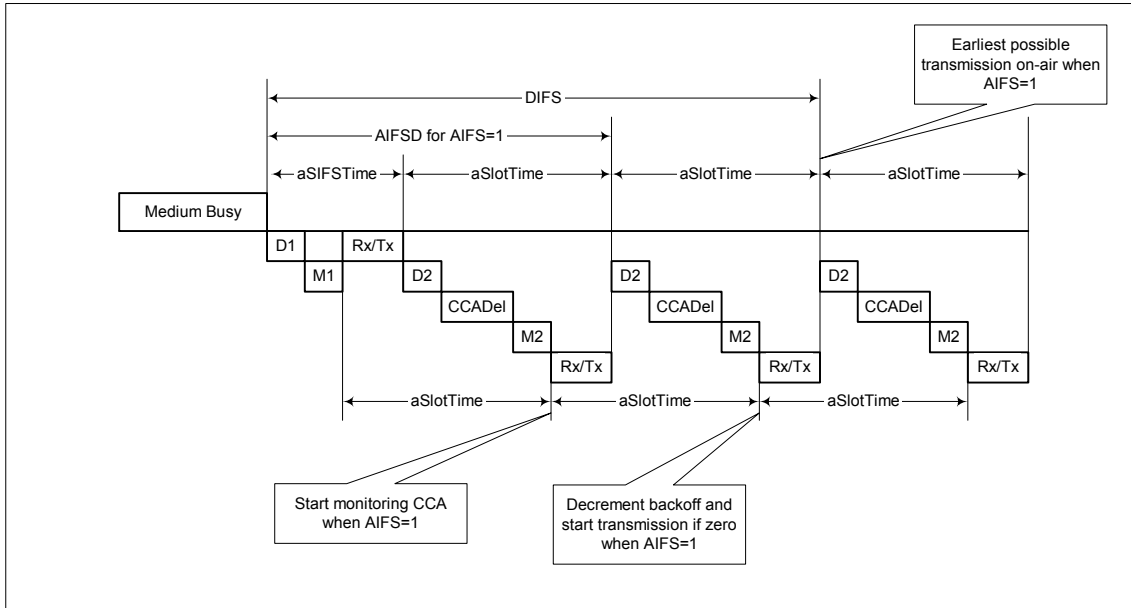 Earliest possible
transmission on-air when
AIFS=1
DIFS
AIFSD for AIFS=1
aSIFSTime
aSlotTime
aSlotTime
aSlotTime
Medium Busy
D1
Rx/Tx
M1
D2
D2
D2
CCADel
CCADel
CCADel
M2
M2
M2
Rx/Tx
Rx/Tx
Rx/Tx
aSlotTime
aSlotTime
aSlotTime
Start monitoring CCA
when AIFS=1
Decrement backoff and
start transmission if zero
when AIFS=1